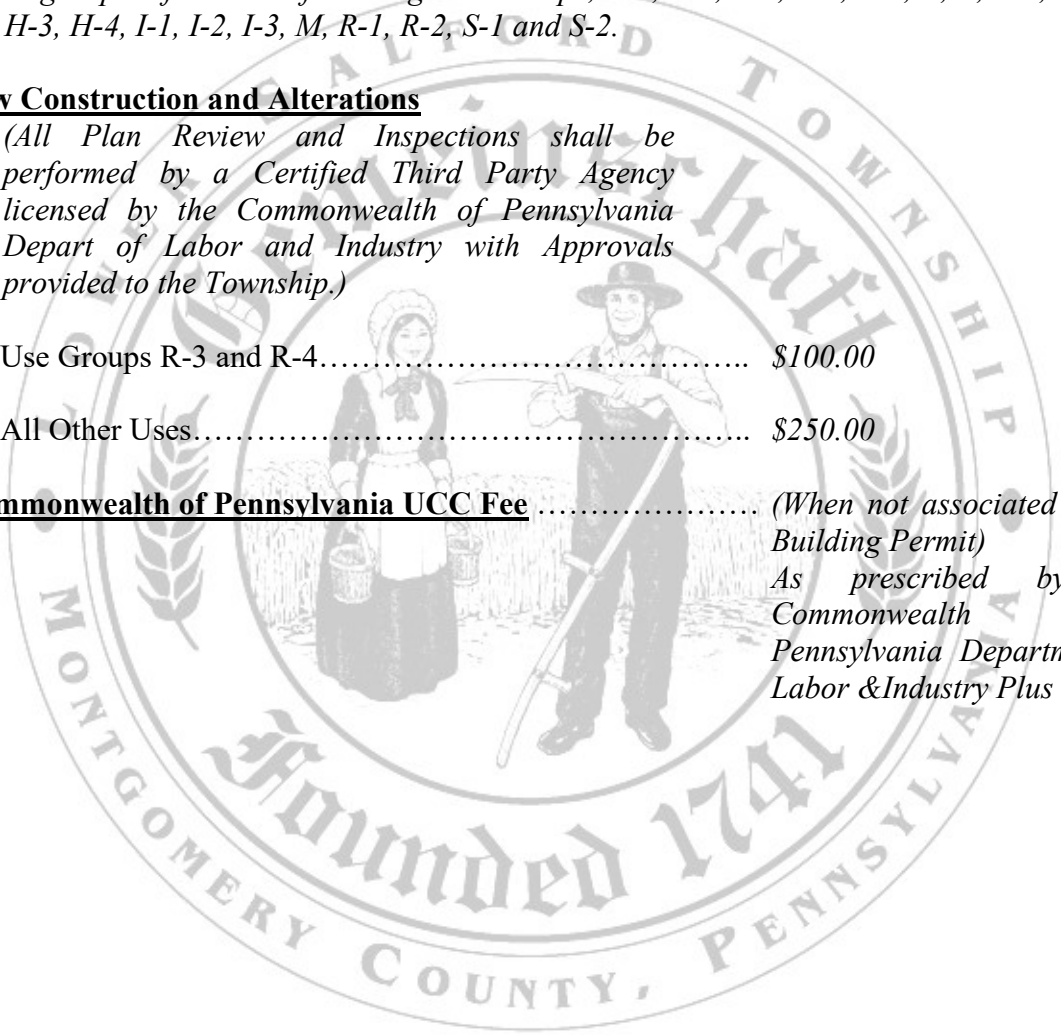 H-3, H-4, I-1, I-2, I-3, M, R-1, R-2, S-1 and S-2.
w Construction and Alterations
(All Plan Review and Inspections shall be
performed by a Certified Third Party Agency
licensed by the Commonwealth of Pennsylvania
Depart of Labor and Industry with Approvals
provided to the Township.)
Use Groups R-3 and R-4…………………………………….. $100.00
All Other Uses……………………………………………….. $250.00
mmonwealth of Pennsylvania UCC Fee ………………… (When not associated
Building Permit)
As prescribed by
Commonwealth
Pennsylvania Departm
Labor &Industry Plus
LOWER SALFORD TOWNSHIP
Gemeinschaft
Founded 1741
MONTGOMERY COUNTY, PENNSYLVANIA